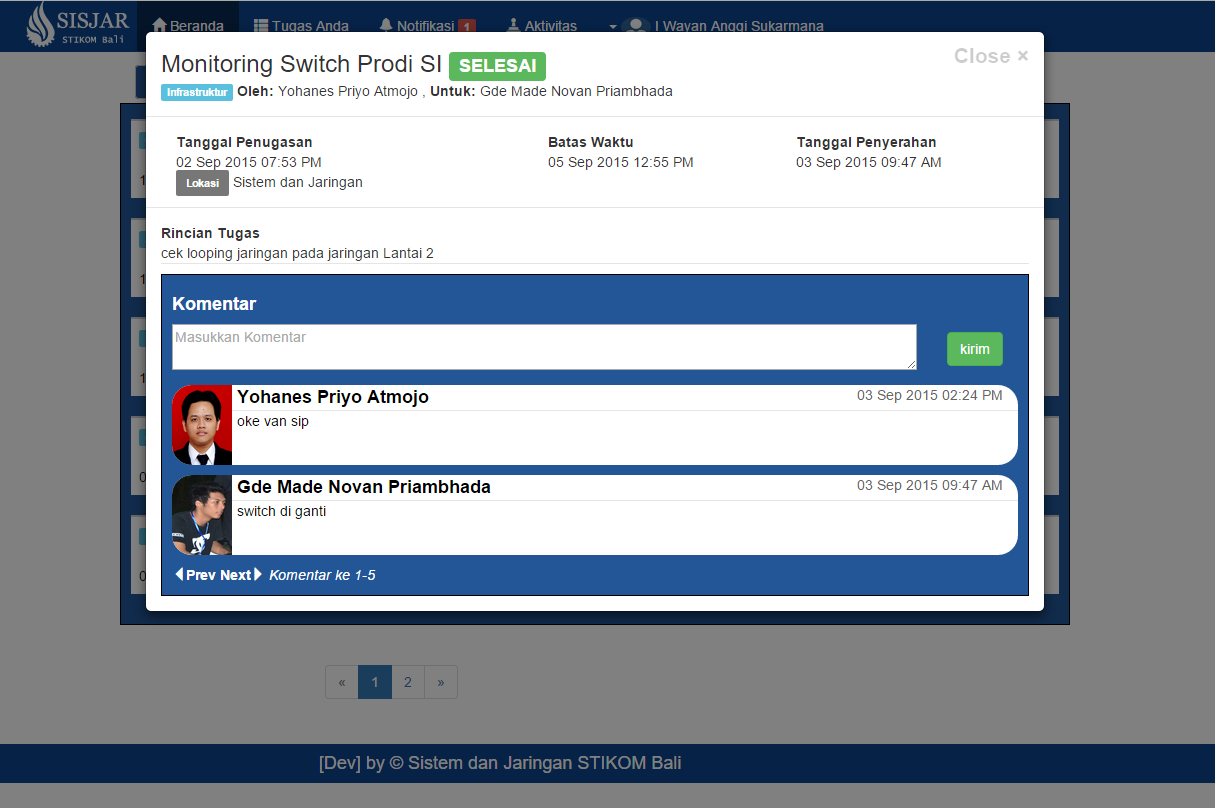 SISJAR
STIKOM Bali
Beranda
Tugas Anda
Notifikasi 1
Aktivitas
I Wayan Anggi Sukarmana
Monitoring Switch Prodi SI SELESAI
Close ×
Infrastruktur Oleh: Yohanes Priyo Atmojo , Untuk: Gde Made Novan Priambhada
Tanggal Penugasan
02 Sep 2015 07:53 PM
Lokasi Sistem dan Jaringan
Batas Waktu
05 Sep 2015 12:55 PM
Tanggal Penyerahan
03 Sep 2015 09:47 AM
Rincian Tugas
cek looping jaringan pada jaringan Lantai 2
Komentar
Masukkan Komentar
kirim
Yohanes Priyo Atmojo 03 Sep 2015 02:24 PM
oke van sip
Gde Made Novan Priambhada 03 Sep 2015 09:47 AM
switch di ganti
Prev Next Komentar ke 1-5
« 1 2 »
[Dev] by © Sistem dan Jaringan STIKOM Bali